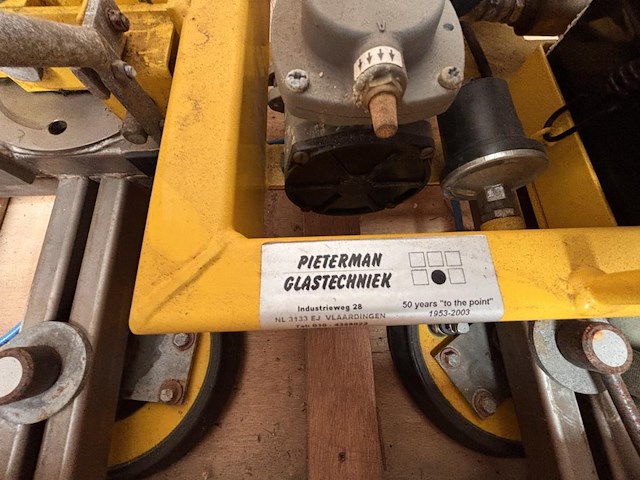 PIETERMAN
GLASTECHNIEK
Industrieweg 28
NL 3133 EJ VLAARDINGEN
50 years "to the point"
1953-2003